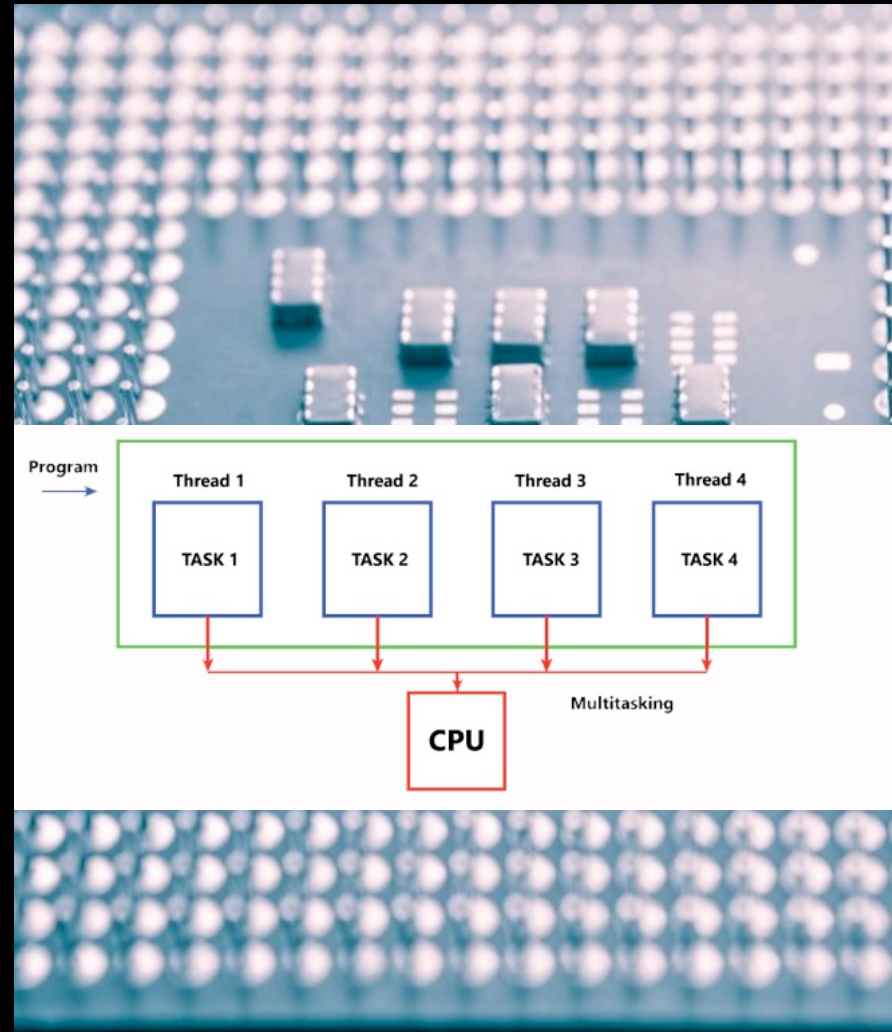 Program
Thread 1
Thread 2
Thread 3
Thread 4
TASK 1
TASK 2
TASK 3
TASK 4
Multitasking
CPU